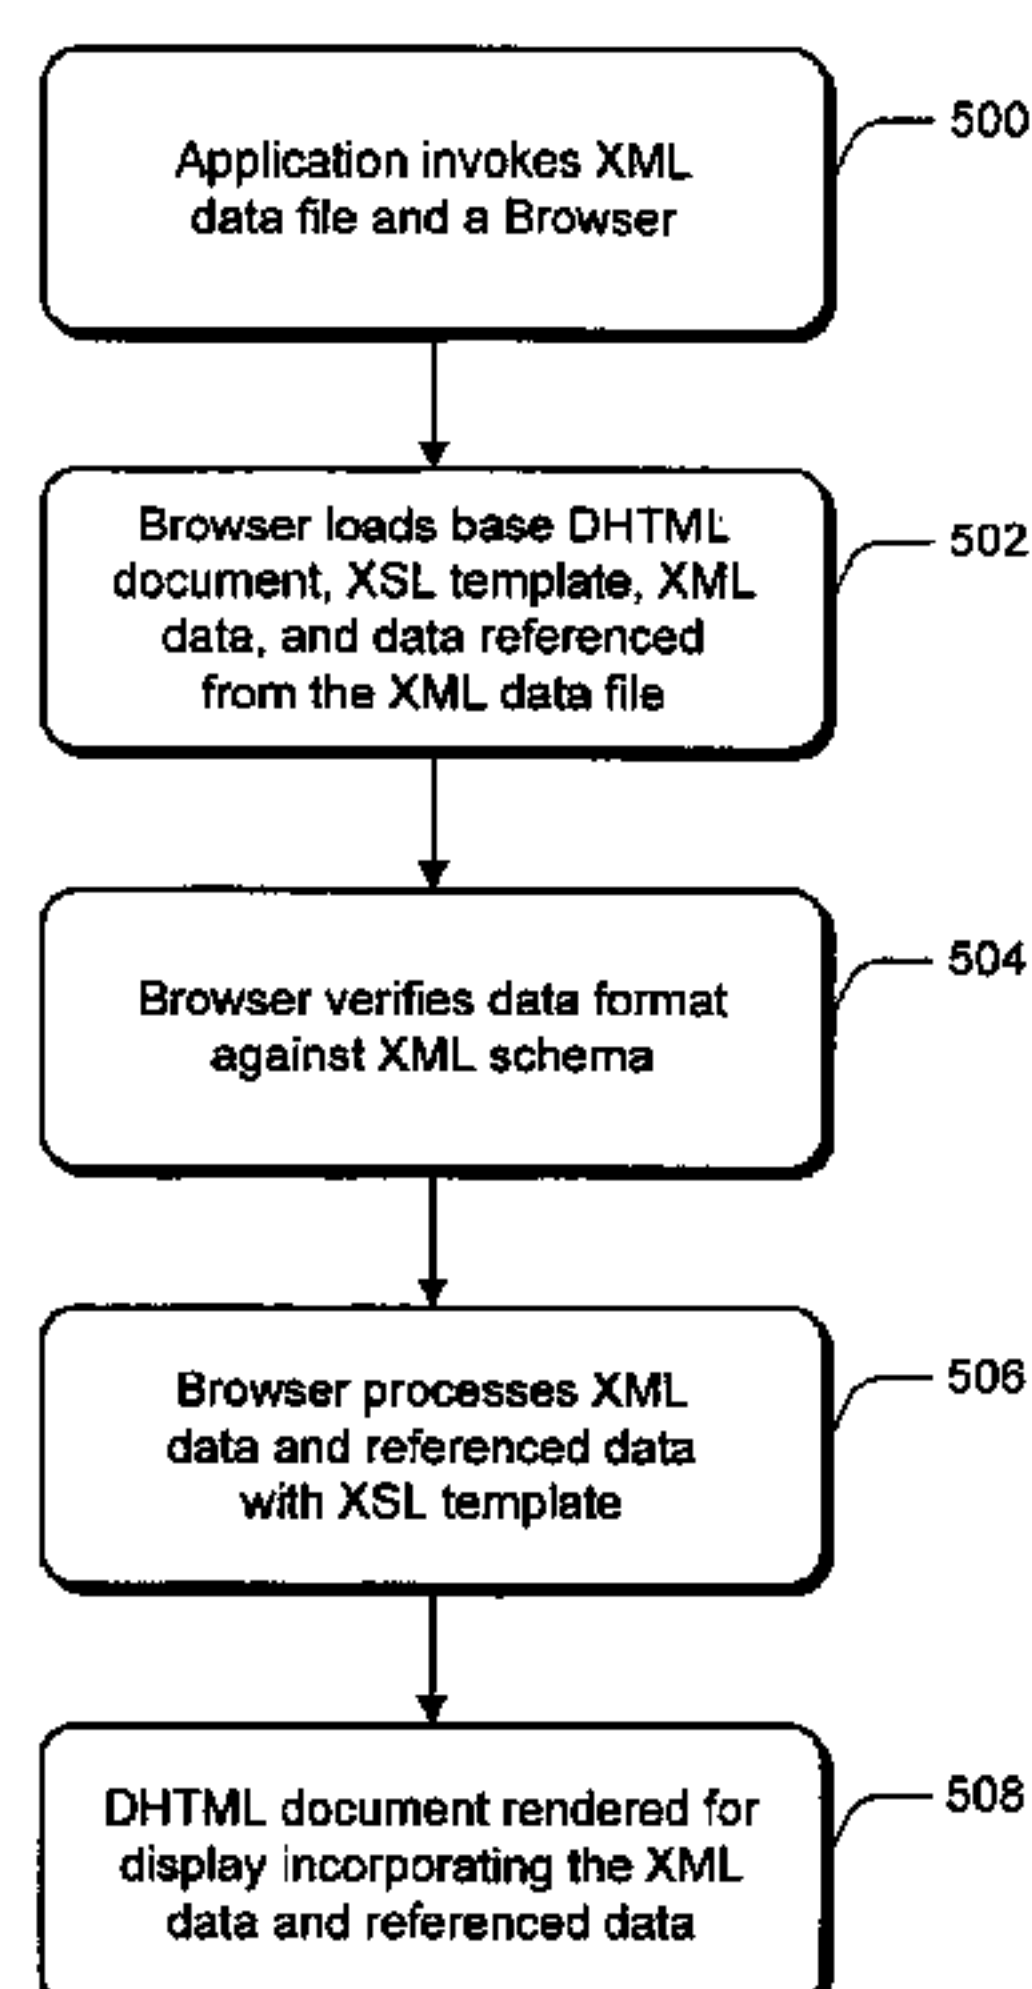 Application invokes XML
data file and a Browser
500
Browser loads base DHTML
document, XSL template, XML
data, and data referenced
from the XML data file
502
Browser verifies data format
against XML schema
504
Browser processes XML
data and referenced data
with XSL template
506
DHTML document rendered for
display incorporating the XML
data and referenced data
508